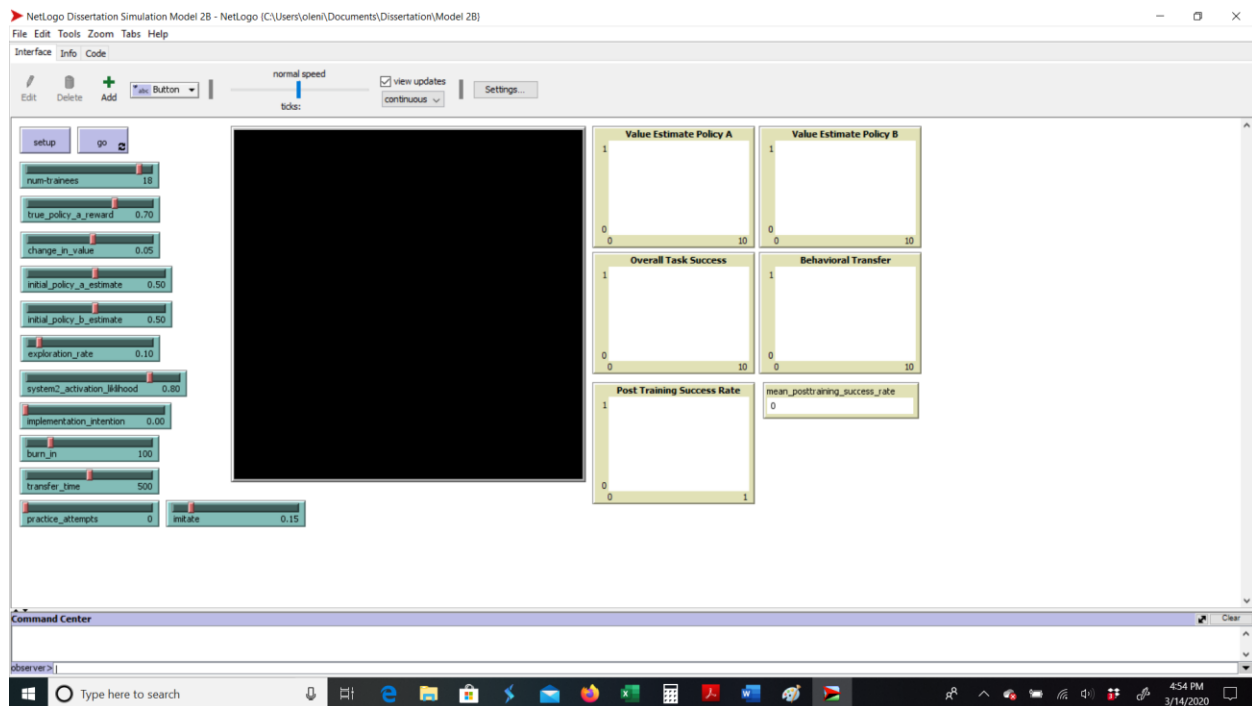 NetLogo Dissertation Simulation Model 2B - NetLogo {C:\Users\oleni\Documents\Dissertation\Model 2B}
File Edit Tools Zoom Tabs Help
Interface Info Code
Edit Delete Add Button normal speed ticks: view updates continuous Settings...
setup go
num-trainees 18
true_policy_a_reward 0.70
change_in_value 0.05
initial_policy_a_estimate 0.50
initial_policy_b_estimate 0.50
exploration_rate 0.10
system2_activation_liklihood 0.80
implementation_intention 0.00
burn_in 100
transfer_time 500
practice_attempts 0 imitate 0.15
Value Estimate Policy A
1
0
0 10
Value Estimate Policy B
1
0
0 10
Overall Task Success
1
0
0 10
Behavioral Transfer
1
0
0 10
Post Training Success Rate
1
0
0 1
mean_posttraining_success_rate
0
Command Center Clear
observer>
Type here to search
4:54 PM
3/14/2020